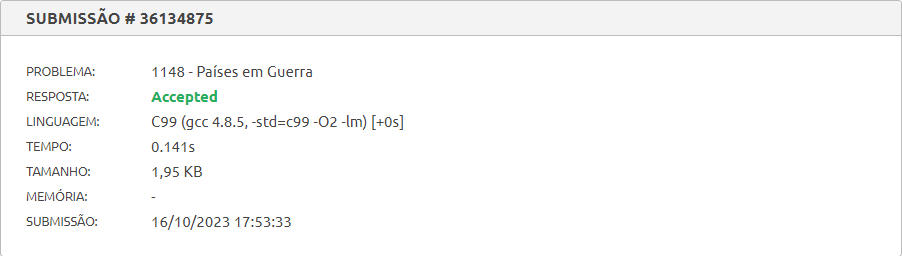 SUBMISSÃO # 36134875
PROBLEMA: 1148 - Países em Guerra
RESPOSTA: Accepted
LINGUAGEM: C99 (gcc 4.8.5, -std=c99 -O2 -lm) [+0s]
TEMPO: 0.141s
TAMANHO: 1,95 KB
MEMÓRIA: -
SUBMISSÃO: 16/10/2023 17:53:33